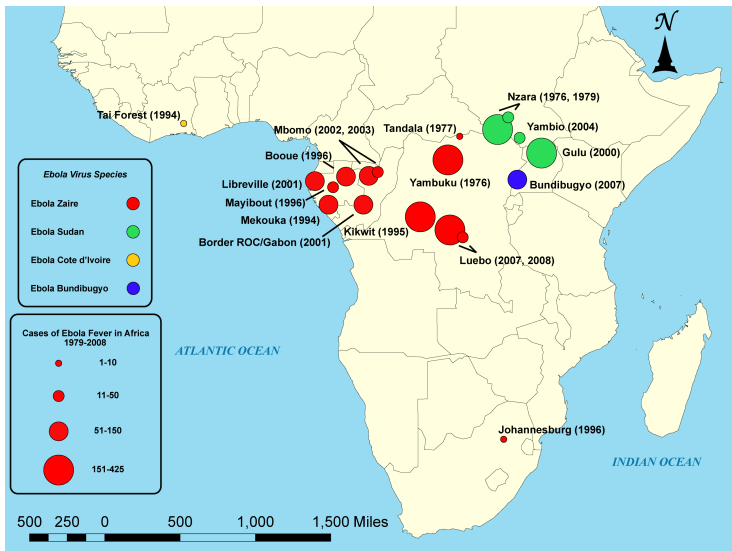 N
Nzara (1976, 1979)
Tai Forest (1994)
Mbomo (2002, 2003)
Tandala (1977)
Yambio (2004)
Booue (1996)
Gulu (2000)
Ebola Virus Species
Yambuku (1976)
Bundibugyo (2007)
Libreville (2001)
Ebola Zaire
Mayibout (1996)
Mekouka (1994)
Ebola Sudan
Kikwit (1995)
Border ROC/Gabon (2001)
Ebola Cote d'Ivoire
Luebo (2007, 2008)
Ebola Bundibugyo
Cases of Ebola Fever in Africa
1979-2008
ATLANTIC OCEAN
1-10
11-50
51-150
Johannesburg (1996)
INDIAN OCEAN
151-425
500 250 0 500 1,000 1,500 Miles